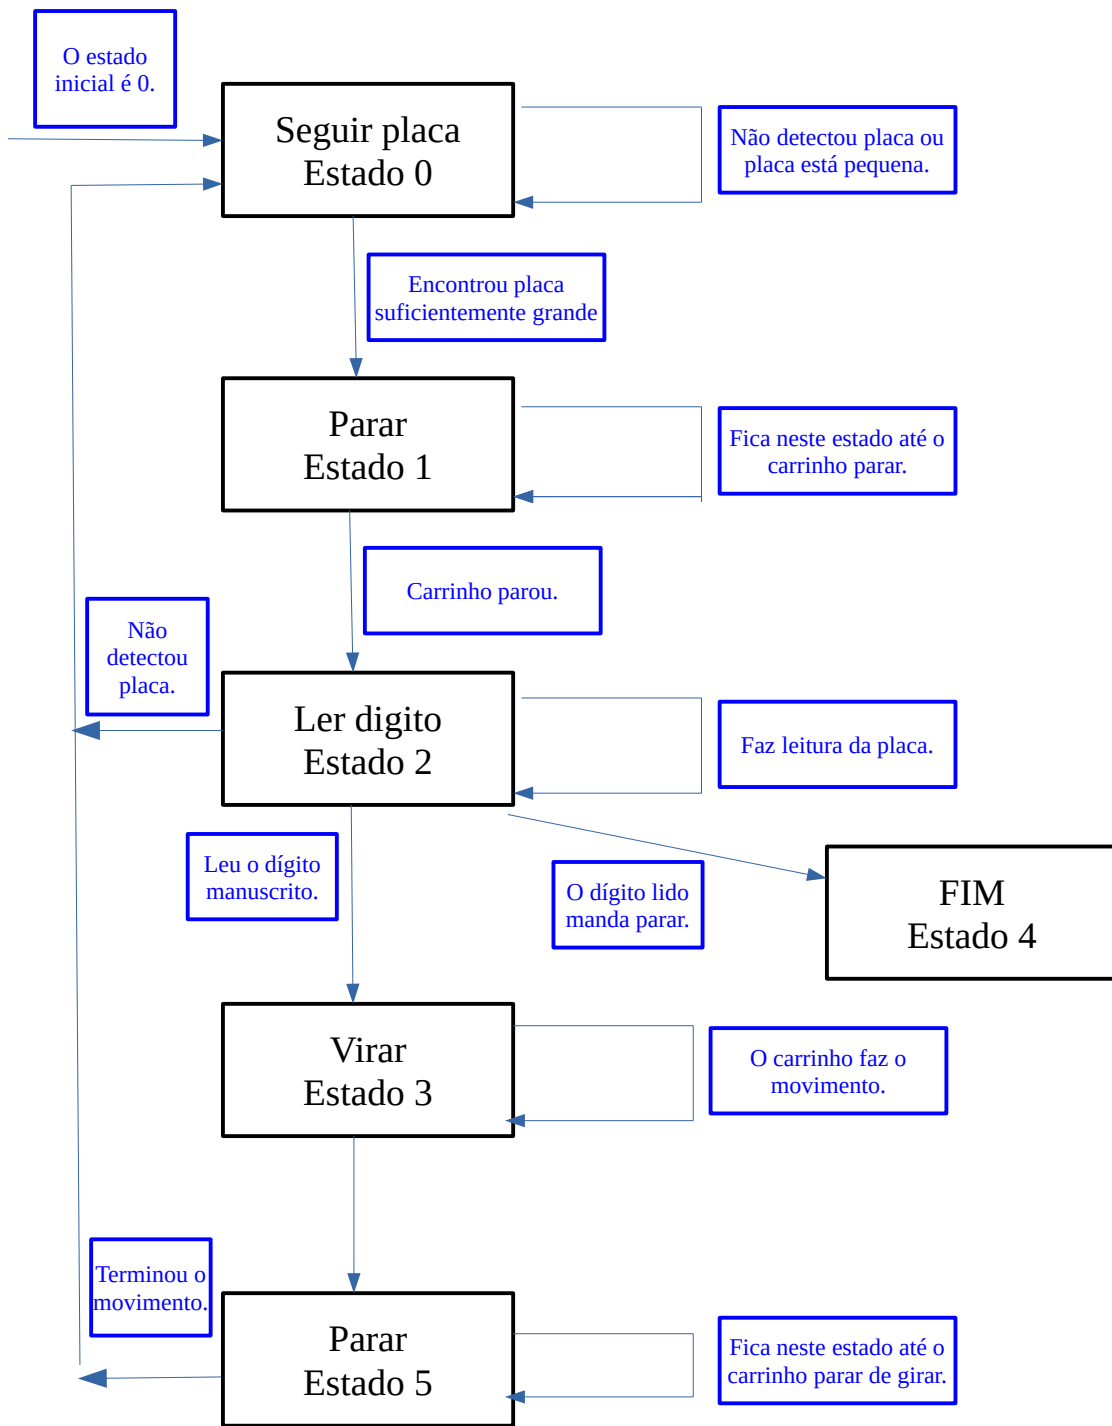 O estado
inicial é 0.
Seguir placa
Estado 0
Não detectou placa ou
placa está pequena.
Encontrou placa
suficientemente grande
Parar
Estado 1
Fica neste estado até o
carrinho parar.
Carrinho parou.
Não
detectou
placa.
Ler digito
Estado 2
Faz leitura da placa.
Leu o dígito
manuscrito.
O dígito lido
manda parar.
FIM
Estado 4
Virar
Estado 3
O carrinho faz o
movimento.
Terminou o
movimento.
Parar
Estado 5
Fica neste estado até o
carrinho parar de girar.